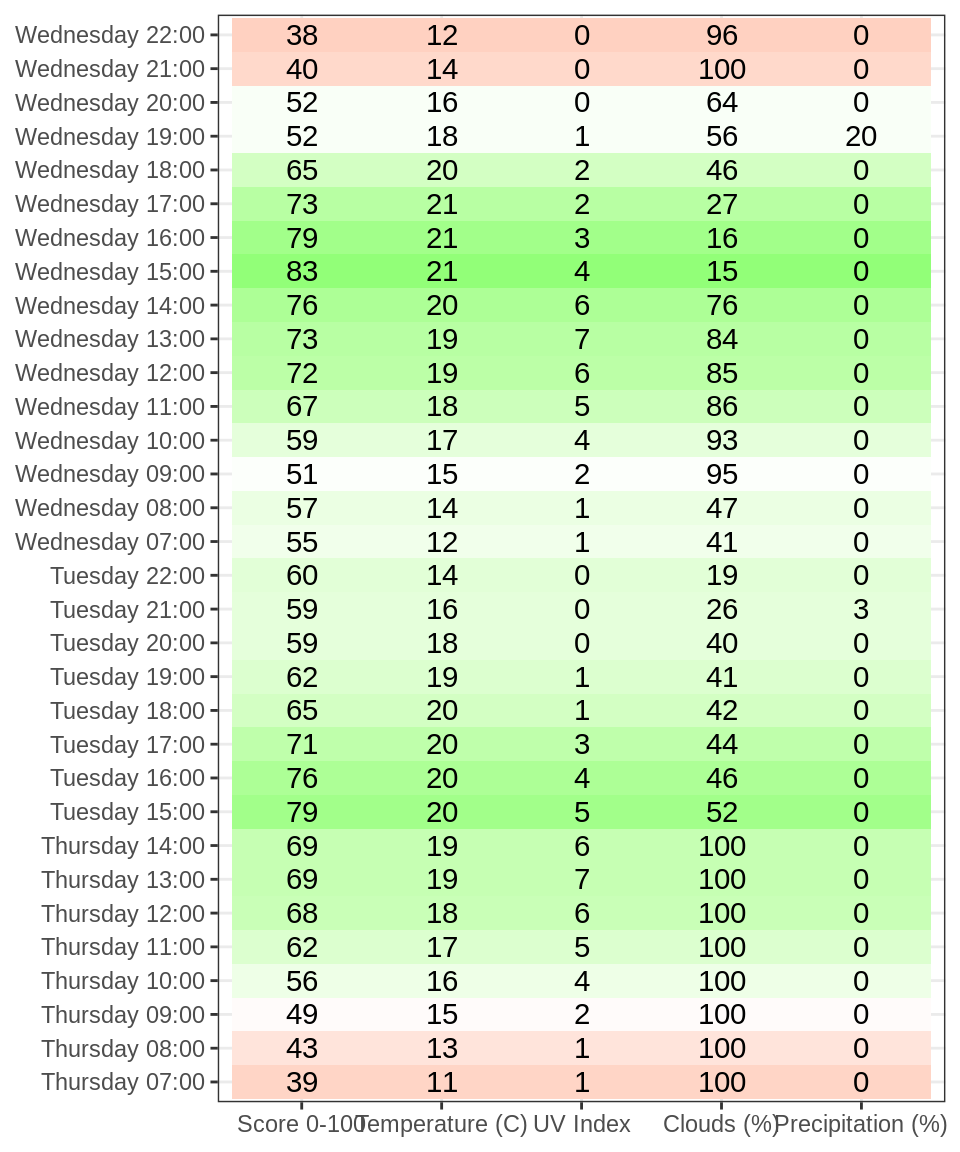 Wednesday 22:00 38 12 0 96 0
Wednesday 21:00 40 14 0 100 0
Wednesday 20:00 52 16 0 64 0
Wednesday 19:00 52 18 1 56 20
Wednesday 18:00 65 20 2 46 0
Wednesday 17:00 73 21 2 27 0
Wednesday 16:00 79 21 3 16 0
Wednesday 15:00 83 21 4 15 0
Wednesday 14:00 76 20 6 76 0
Wednesday 13:00 73 19 7 84 0
Wednesday 12:00 72 19 6 85 0
Wednesday 11:00 67 18 5 86 0
Wednesday 10:00 59 17 4 93 0
Wednesday 09:00 51 15 2 95 0
Wednesday 08:00 57 14 1 47 0
Wednesday 07:00 55 12 1 41 0
Tuesday 22:00 60 14 0 19 0
Tuesday 21:00 59 16 0 26 3
Tuesday 20:00 59 18 0 40 0
Tuesday 19:00 62 19 1 41 0
Tuesday 18:00 65 20 1 42 0
Tuesday 17:00 71 20 3 44 0
Tuesday 16:00 76 20 4 46 0
Tuesday 15:00 79 20 5 52 0
Thursday 14:00 69 19 6 100 0
Thursday 13:00 69 19 7 100 0
Thursday 12:00 68 18 6 100 0
Thursday 11:00 62 17 5 100 0
Thursday 10:00 56 16 4 100 0
Thursday 09:00 49 15 2 100 0
Thursday 08:00 43 13 1 100 0
Thursday 07:00 39 11 1 100 0
Score 0-100 Temperature (C) UV Index Clouds (%) Precipitation (%)